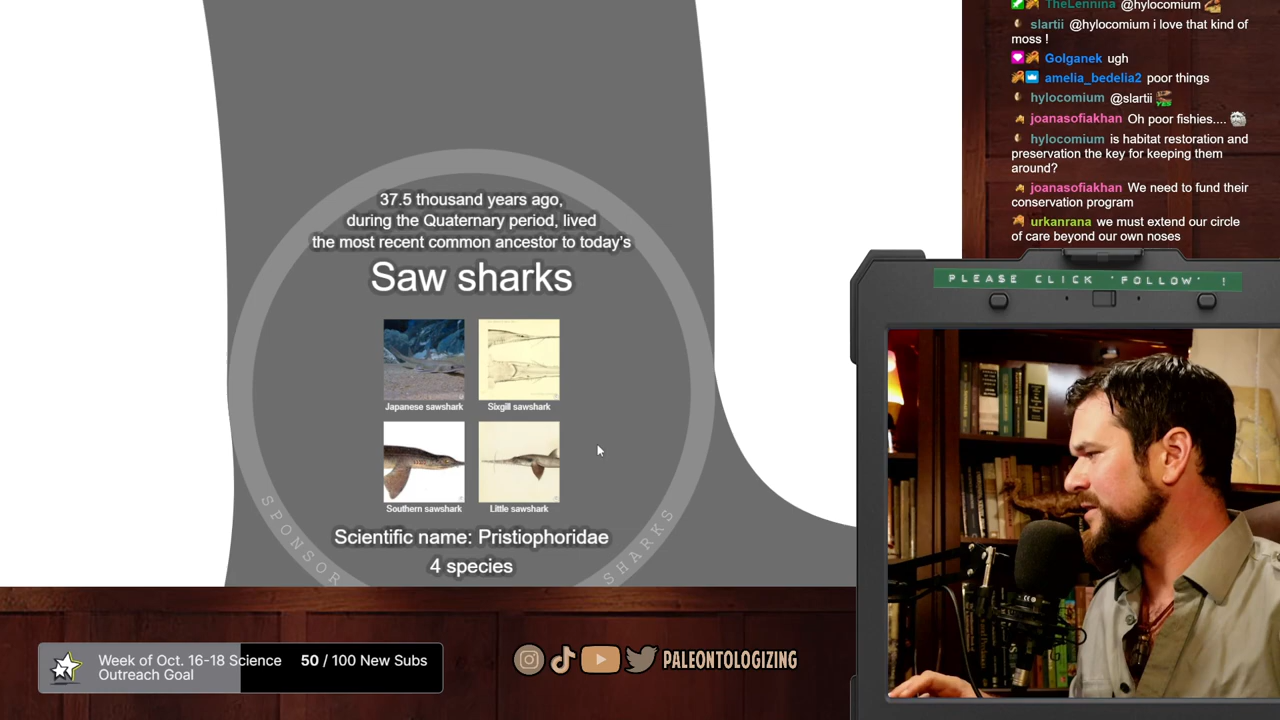 37.5 thousand years ago,
during the Quaternary period, lived
the most recent common ancestor to today's
Saw sharks
Japanese sawshark
Sixgill sawshark
Southern sawshark
Little sawshark
Scientific name: Pristiophoridae
4 species
SPONSOR
SHARKS
TheLennina @hylocomium
slartii @hylocomium i love that kind of
moss !
Golganek ugh
amelia_bedelia2 poor things
hylocomium @slartii YES
joanasofiakhan Oh poor fishies....
hylocomium is habitat restoration and
preservation the key for keeping them
around?
joanasofiakhan We need to fund their
conservation program
urkanrana we must extend our circle
of care beyond our own noses
PLEASE CLICK 'FOLLOW' !
Week of Oct. 16-18 Science
Outreach Goal
50 / 100 New Subs
PALEONTOLOGIZING